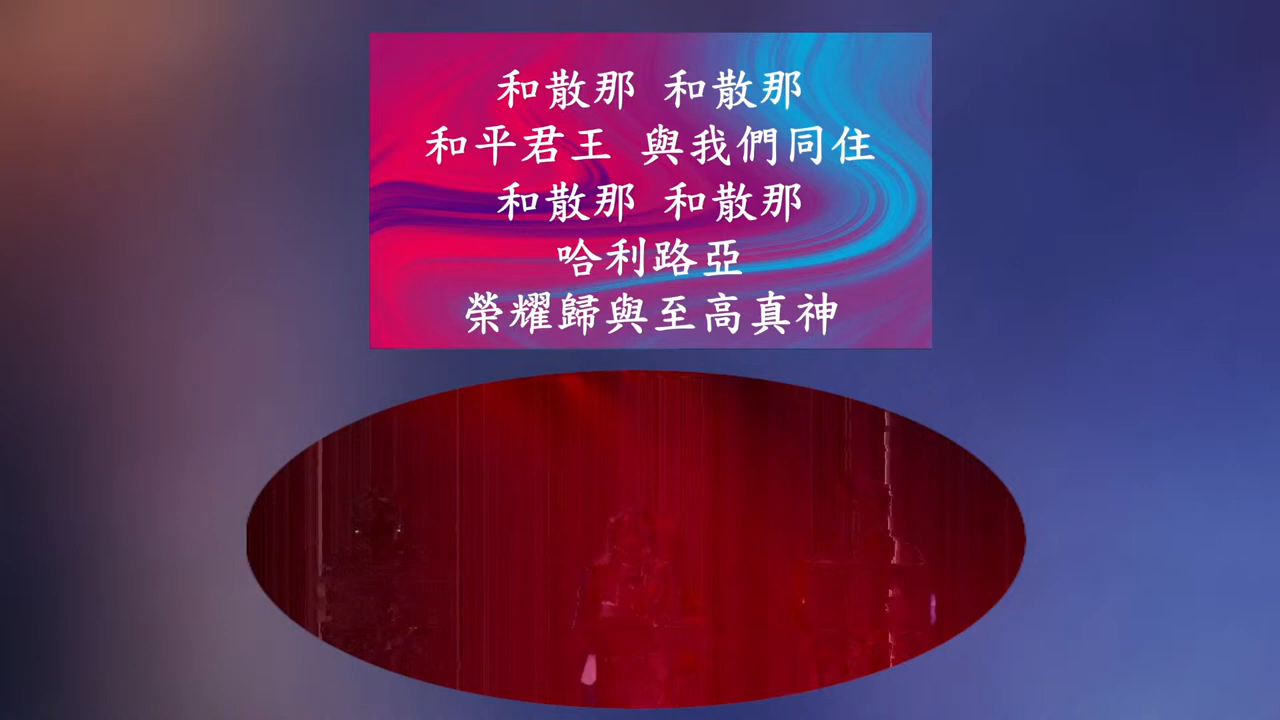 和散那 和散那
和平君王 與我們同住
和散那 和散那
哈利路亞
榮耀歸與至高真神